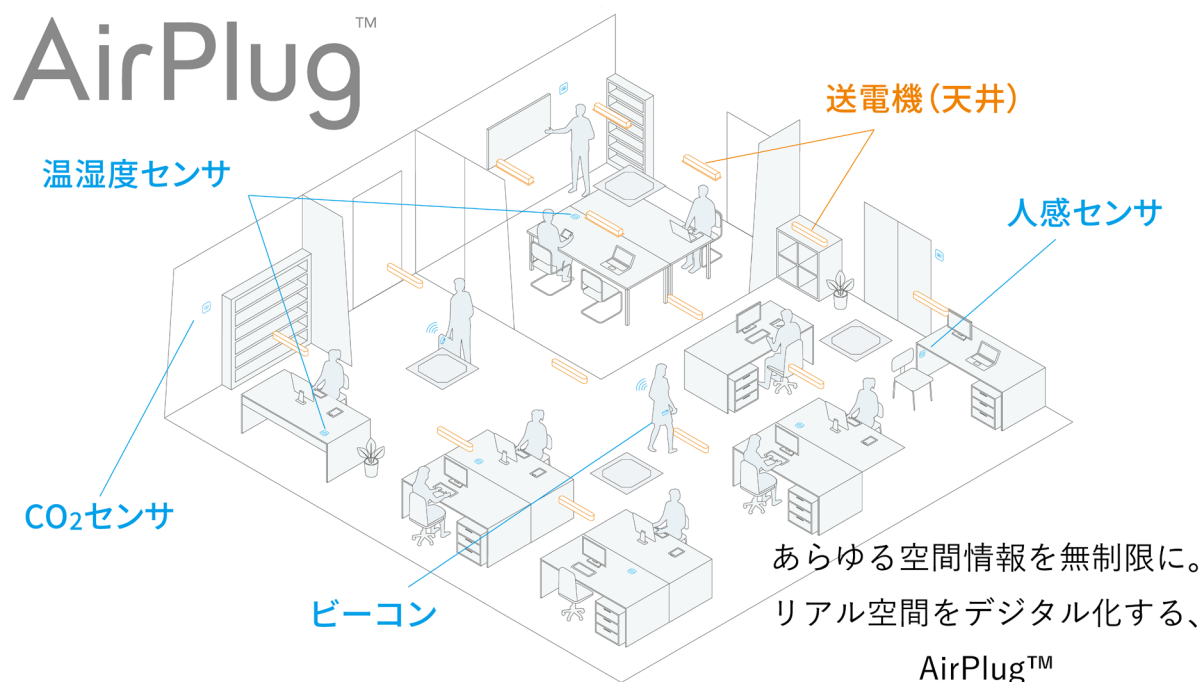 AirPlug™
送電機（天井）
温湿度センサ
人感センサ
CO₂センサ
ビーコン
あらゆる空間情報を無制限に。
リアル空間をデジタル化する、
AirPlug™